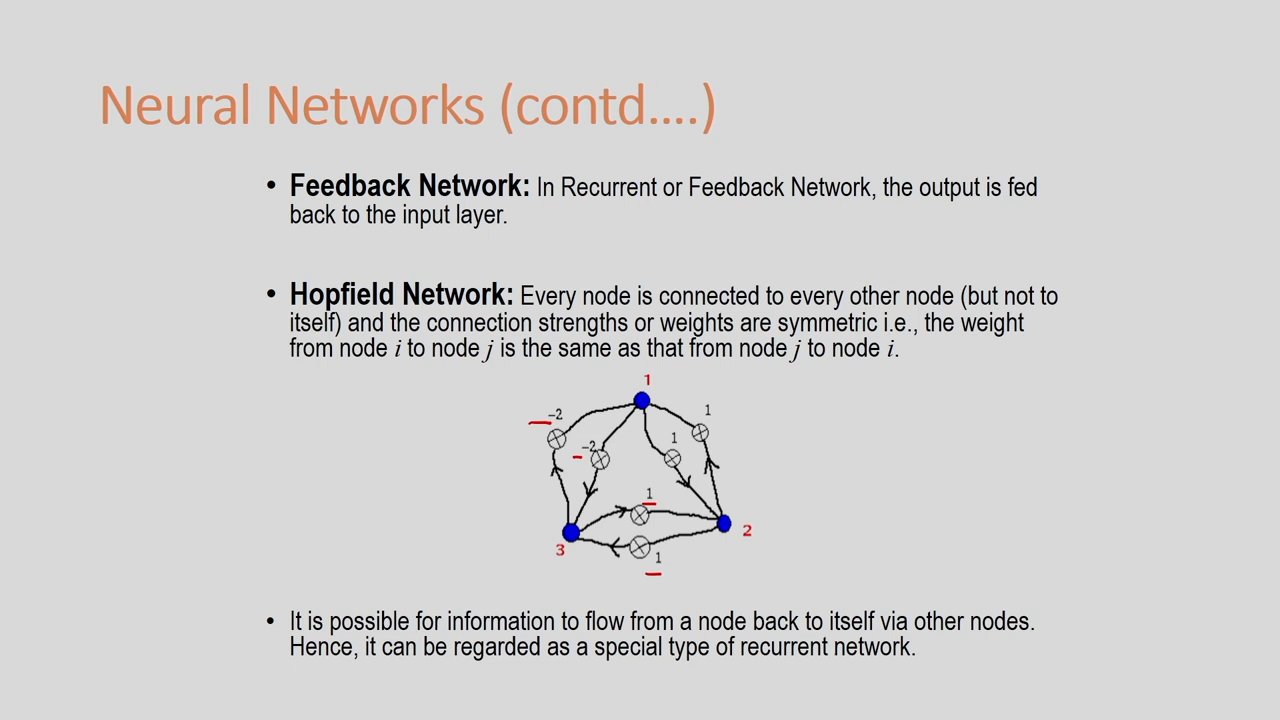 Neural Networks (contd....)
• Feedback Network: In Recurrent or Feedback Network, the output is fed
back to the input layer.
• Hopfield Network: Every node is connected to every other node (but not to
itself) and the connection strengths or weights are symmetric i.e., the weight
from node i to node j is the same as that from node j to node i.
1
-2
1
-2
1
1
2
3
1
• It is possible for information to flow from a node back to itself via other nodes.
Hence, it can be regarded as a special type of recurrent network.